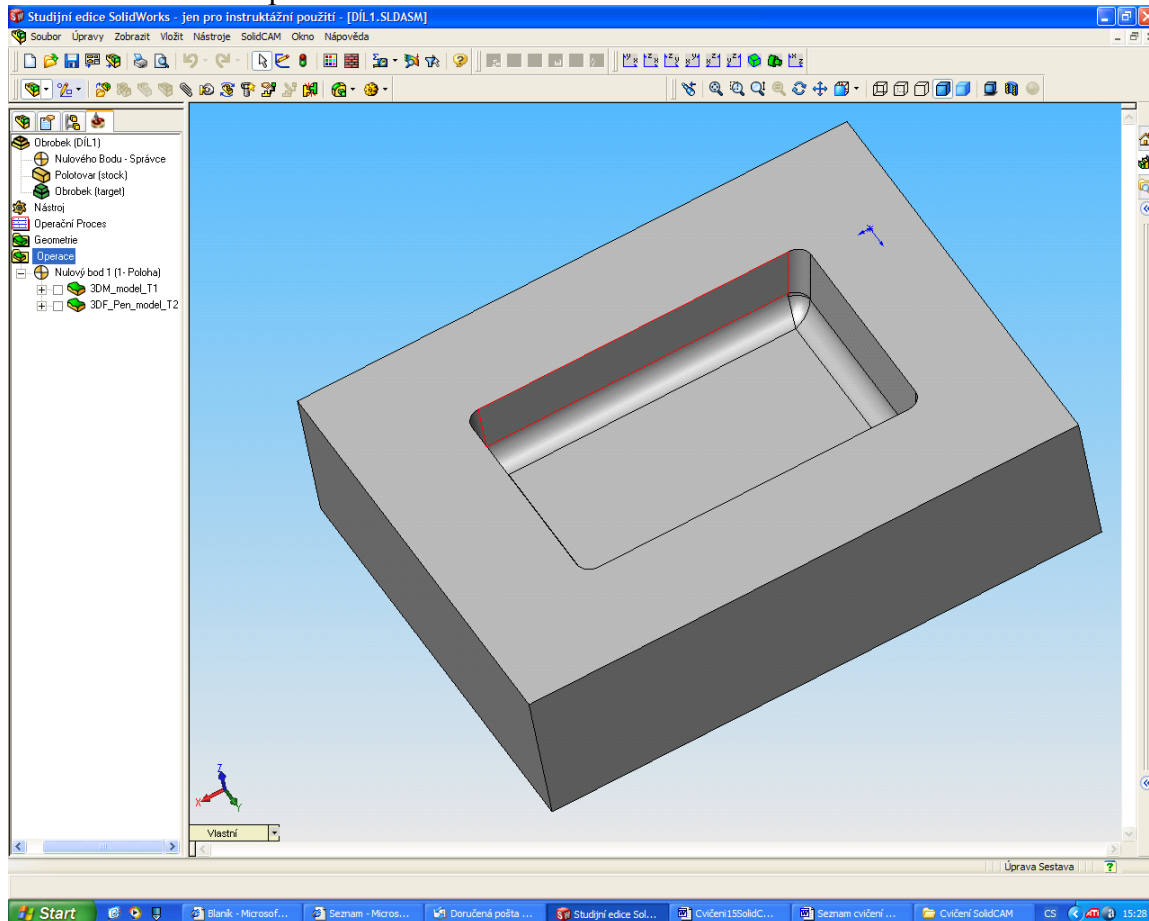 Studijní edice SolidWorks - jen pro instruktážní použití - [DÍL1.SLDASM]
Soubor Úpravy Zobrazit Vložit Nástroje SolidCAM Okno Nápověda
Obrobek (DÍL1)
Nulového Bodu - Správce
Polotovar (stock)
Obrobek (target)
Nástroj
Operační Proces
Geometrie
Operace
Nulový bod 1 (1- Poloha)
3DM_model_T1
3DF_Pen_model_T2
Z
X
Y
Vlastní
Úprava Sestava
Start
Blaník - Microsof...
Seznam - Micros...
Doručená pošta ...
Studijní edice Sol...
Cvičeni15SolidC...
Seznam cvičení ...
Cvičení SolidCAM
CS
15:28